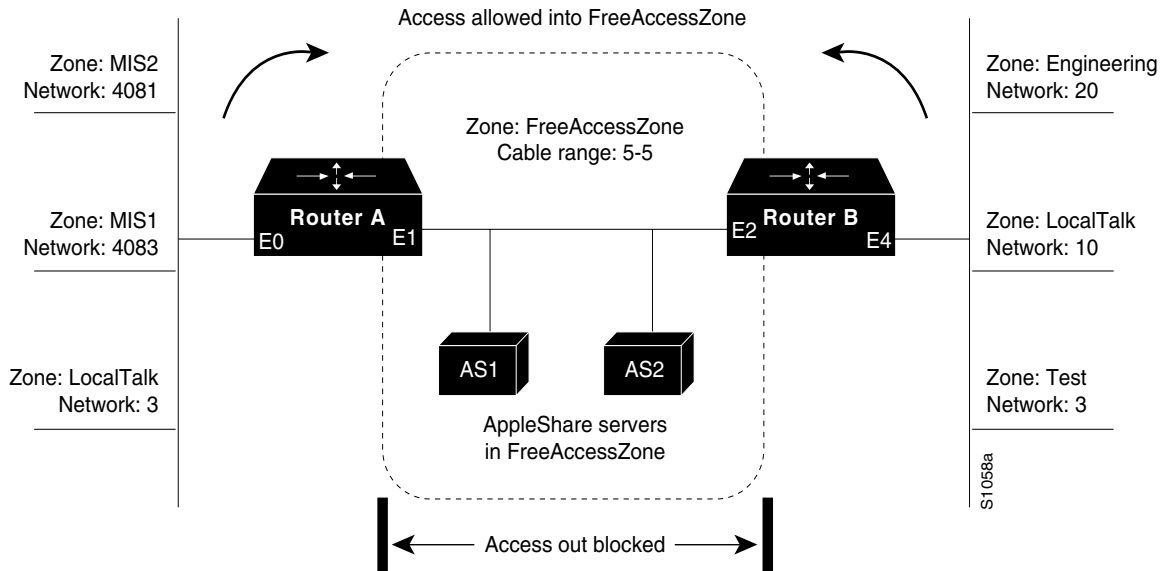 Access allowed into FreeAccessZone
Zone: MIS2
Network: 4081
Zone: Engineering
Network: 20
Zone: FreeAccessZone
Cable range: 5-5
Zone: MIS1
Network: 4083
Router A
E0
E1
Router B
E2
E4
Zone: LocalTalk
Network: 10
AS1
AS2
Zone: LocalTalk
Network: 3
Zone: Test
Network: 3
AppleShare servers
in FreeAccessZone
S1058a
Access out blocked